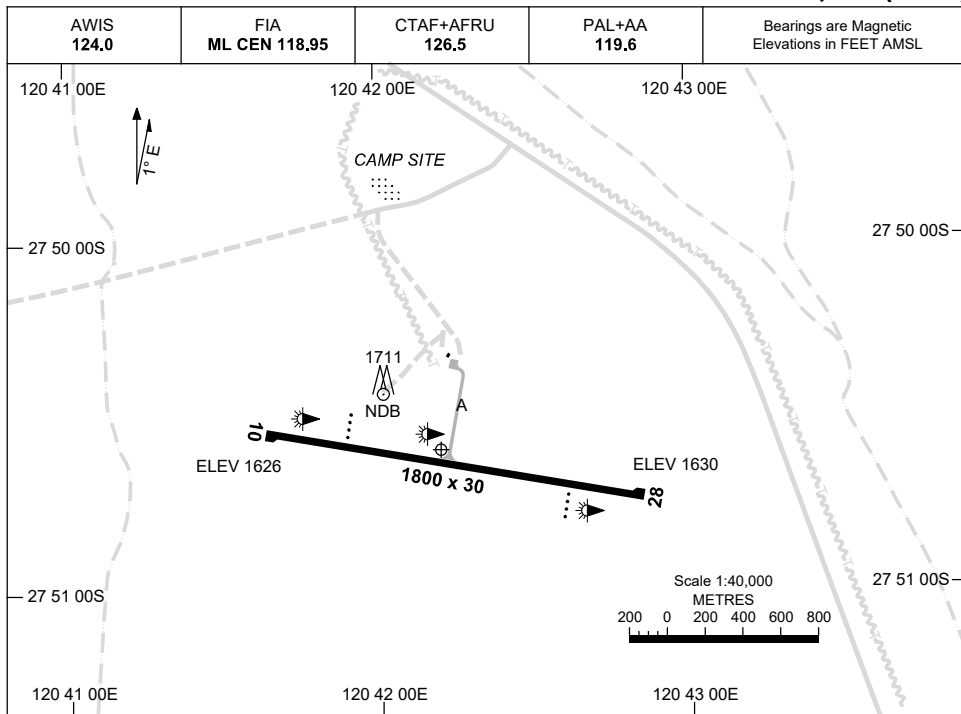 AWIS
124.0
FIA
ML CEN 118.95
CTAF+AFRU
126.5
PAL+AA
119.6
Bearings are Magnetic
Elevations in FEET AMSL
120 41 00E
120 42 00E
120 43 00E
1° E
CAMP SITE
27 50 00S
27 50 00S
1711
NDB
A
10
ELEV 1626
1800 x 30
ELEV 1630
28
Scale 1:40,000
METRES
200 0 200 400 600 800
27 51 00S
27 51 00S
120 41 00E
120 42 00E
120 43 00E